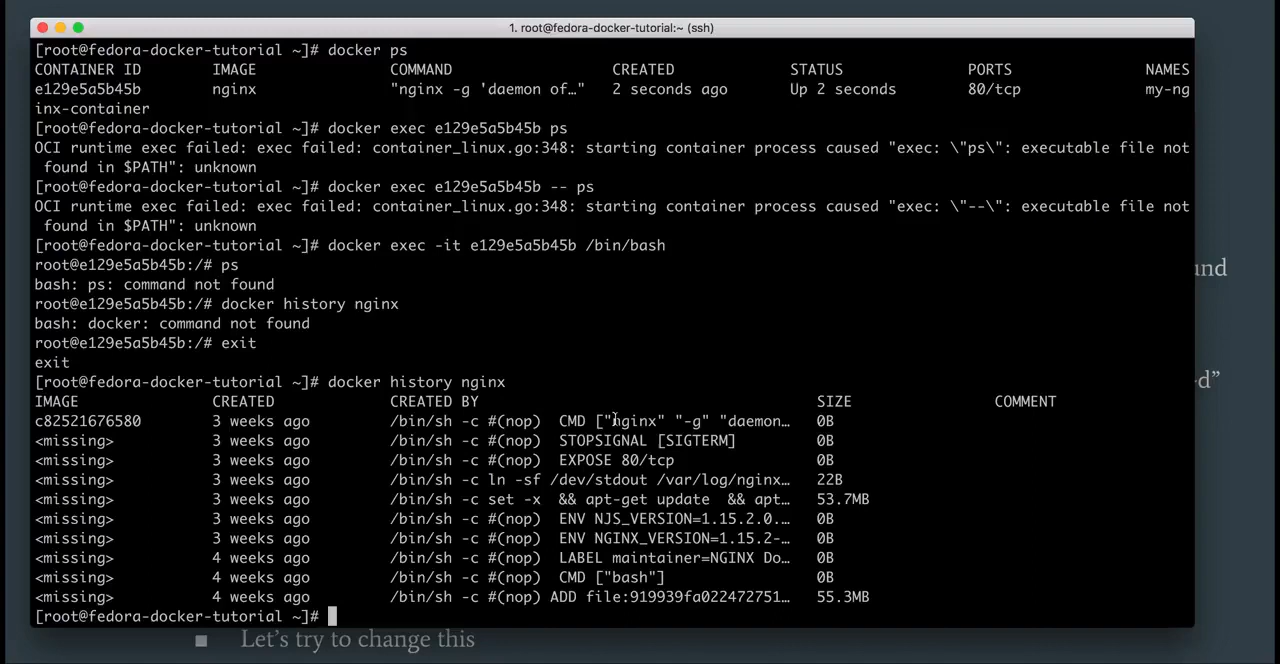 1. root@fedora-docker-tutorial:~ (ssh)
[root@fedora-docker-tutorial ~]# docker ps
CONTAINER ID IMAGE COMMAND CREATED STATUS PORTS NAMES
e129e5a5b45b nginx "nginx -g 'daemon of…" 2 seconds ago Up 2 seconds 80/tcp my-ng
inx-container
[root@fedora-docker-tutorial ~]# docker exec e129e5a5b45b ps
OCI runtime exec failed: exec failed: container_linux.go:348: starting container process caused "exec: \"ps\": executable file not
found in $PATH": unknown
[root@fedora-docker-tutorial ~]# docker exec e129e5a5b45b -- ps
OCI runtime exec failed: exec failed: container_linux.go:348: starting container process caused "exec: \"--\": executable file not
found in $PATH": unknown
[root@fedora-docker-tutorial ~]# docker exec -it e129e5a5b45b /bin/bash
root@e129e5a5b45b:/# ps
bash: ps: command not found
root@e129e5a5b45b:/# docker history nginx
bash: docker: command not found
root@e129e5a5b45b:/# exit
exit
[root@fedora-docker-tutorial ~]# docker history nginx
IMAGE CREATED CREATED BY SIZE COMMENT
c82521676580 3 weeks ago /bin/sh -c #(nop) CMD ["nginx" "-g" "daemon… 0B
<missing> 3 weeks ago /bin/sh -c #(nop) STOPSIGNAL [SIGTERM] 0B
<missing> 3 weeks ago /bin/sh -c #(nop) EXPOSE 80/tcp 0B
<missing> 3 weeks ago /bin/sh -c ln -sf /dev/stdout /var/log/nginx… 22B
<missing> 3 weeks ago /bin/sh -c set -x && apt-get update && apt… 53.7MB
<missing> 3 weeks ago /bin/sh -c #(nop) ENV NJS_VERSION=1.15.2.0.… 0B
<missing> 3 weeks ago /bin/sh -c #(nop) ENV NGINX_VERSION=1.15.2-… 0B
<missing> 4 weeks ago /bin/sh -c #(nop) LABEL maintainer=NGINX Do… 0B
<missing> 4 weeks ago /bin/sh -c #(nop) CMD ["bash"] 0B
<missing> 4 weeks ago /bin/sh -c #(nop) ADD file:919939fa022472751… 55.3MB
[root@fedora-docker-tutorial ~]#
Let's try to change this